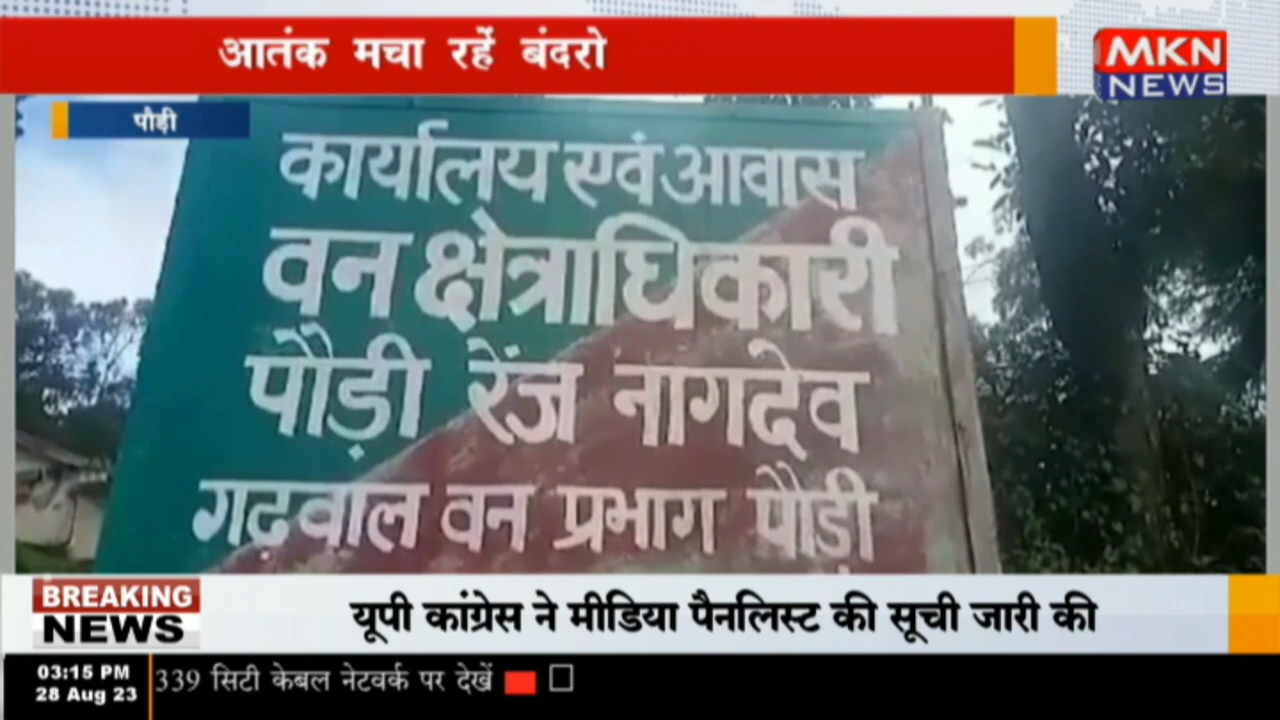 आतंक मचा रहें बंदरो
MKN
NEWS
पौड़ी
कार्यालय एवं आवास
वन क्षेत्राधिकारी
पौड़ी रेंज नागदेव
गढ़वाल वन प्रभाग पौड़ी
BREAKING
NEWS
यूपी कांग्रेस ने मीडिया पैनलिस्ट की सूची जारी की
03:15 PM
28 Aug 23
339 सिटी केबल नेटवर्क पर देखें